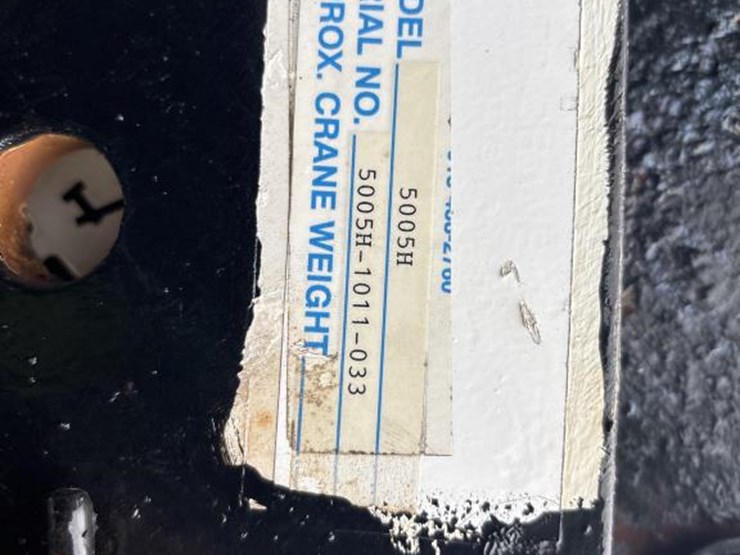 DEL 5005H
IAL NO. 5005H-1011-033
ROX. CRANE WEIGHT